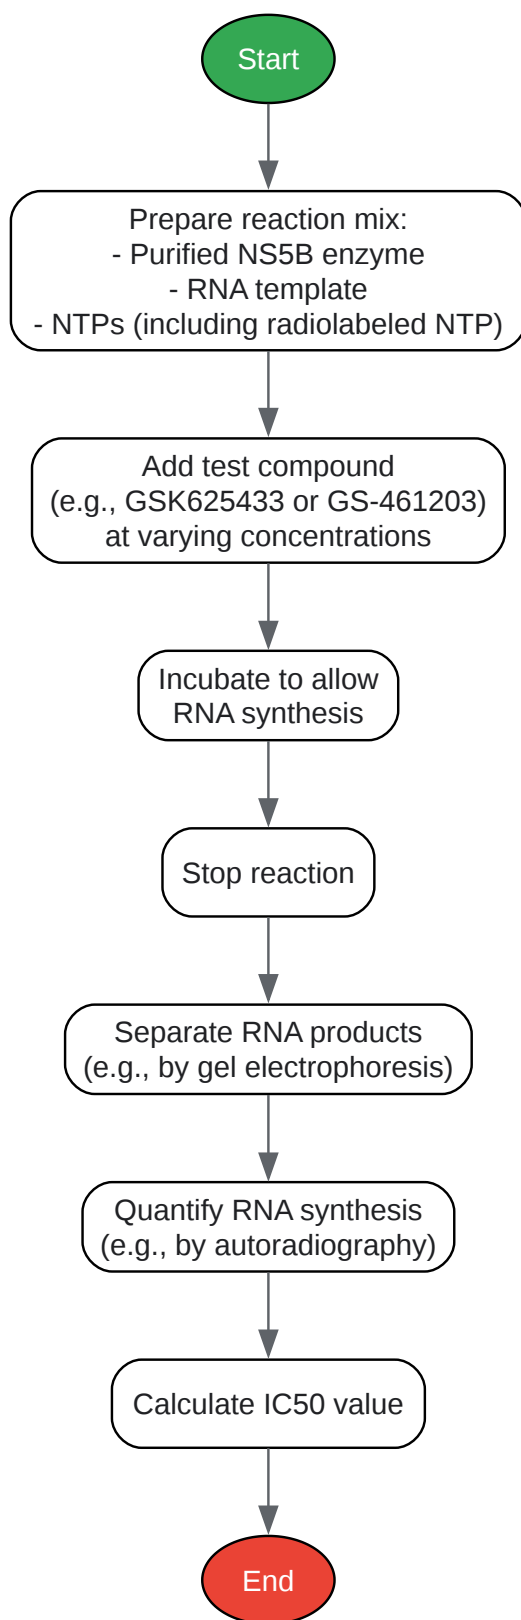 Start
Prepare reaction mix:
- Purified NS5B enzyme
- RNA template
- NTPs (including radiolabeled NTP)
Add test compound
(e.g., GSK625433 or GS-461203)
at varying concentrations
Incubate to allow
RNA synthesis
Stop reaction
Separate RNA products
(e.g., by gel electrophoresis)
Quantify RNA synthesis
(e.g., by autoradiography)
Calculate IC50 value
End